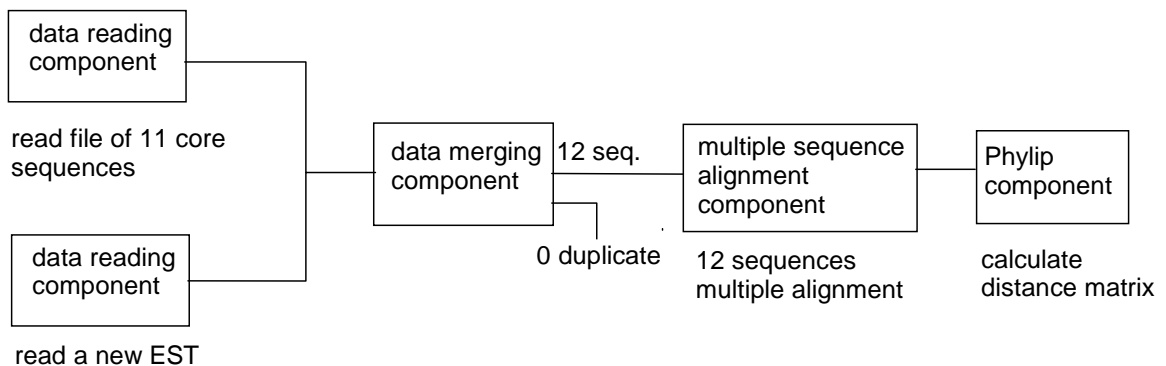 data reading
component
read file of 11 core
sequences
data reading
component
read a new EST
data merging
component
12 seq.
0 duplicate
multiple sequence
alignment
component
12 sequences
multiple alignment
Phylip
component
calculate
distance matrix